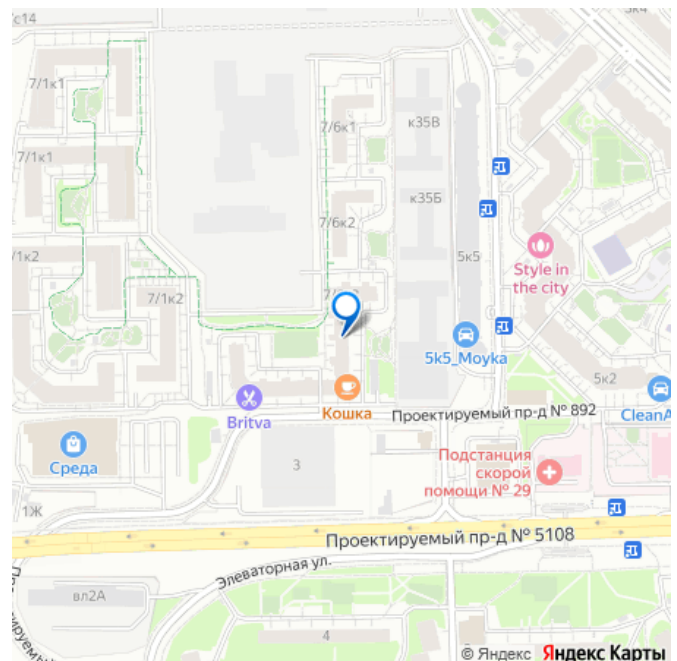 с14
3к4
7/1к1
7/6к1
к35В
7/1к1
к35Б
7/6к2
/1к2
5к5
Style in
the city
7/1к2
5k5_Moyka
5к2
Britva
Кошка
Проектируемый пр-д № 892
CleanA
Среда
3
Подстанция
скорой
помощи № 29
1Ж
Проектируемый пр-д № 5108
Элеваторная ул.
вл2А
4
© Яндекс Яндекс Карты